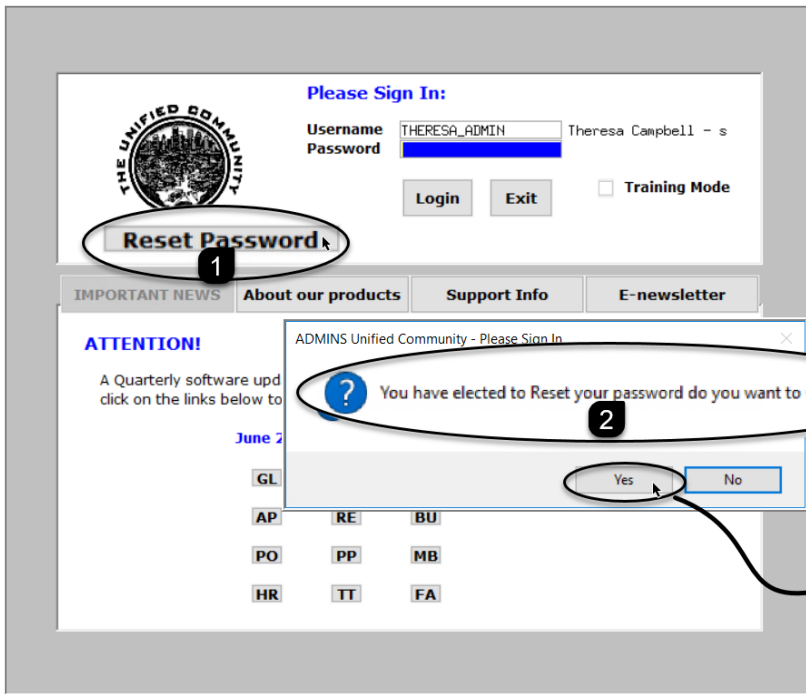 THE UNIFIED COMMUNITY
Please Sign In:
Username THERESA_ADMIN Theresa Campbell - s
Password
Login Exit Training Mode
Reset Password
1
IMPORTANT NEWS About our products Support Info E-newsletter
ATTENTION!
ADMINS Unified Community - Please Sign In
A Quarterly software upd
click on the links below to
? You have elected to Reset your password do you want to
2
June 2
GL Yes No
AP RE BU
PO PP MB
HR TT FA